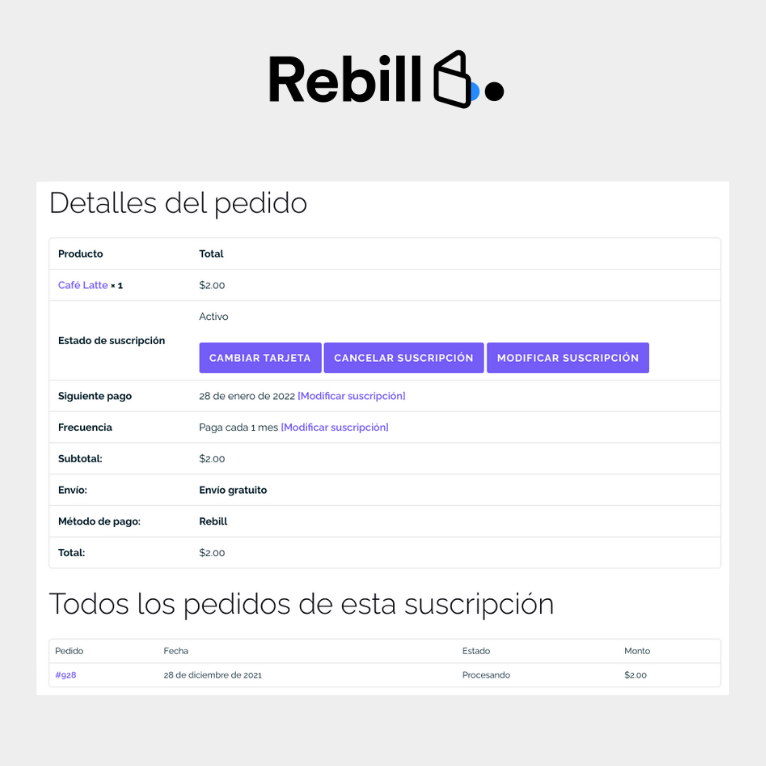 Rebill
Detalles del pedido
Producto Total
Café Latte × 1 $2.00
Activo
Estado de suscripción
CAMBIAR TARJETA CANCELAR SUSCRIPCIÓN MODIFICAR SUSCRIPCIÓN
Siguiente pago 28 de enero de 2022 [Modificar suscripción]
Frecuencia Paga cada 1 mes [Modificar suscripción]
Subtotal: $2.00
Envío: Envío gratuito
Método de pago: Rebill
Total: $2.00
Todos los pedidos de esta suscripción
Pedido Fecha Estado Monto
#928 28 de diciembre de 2021 Procesando $2.00